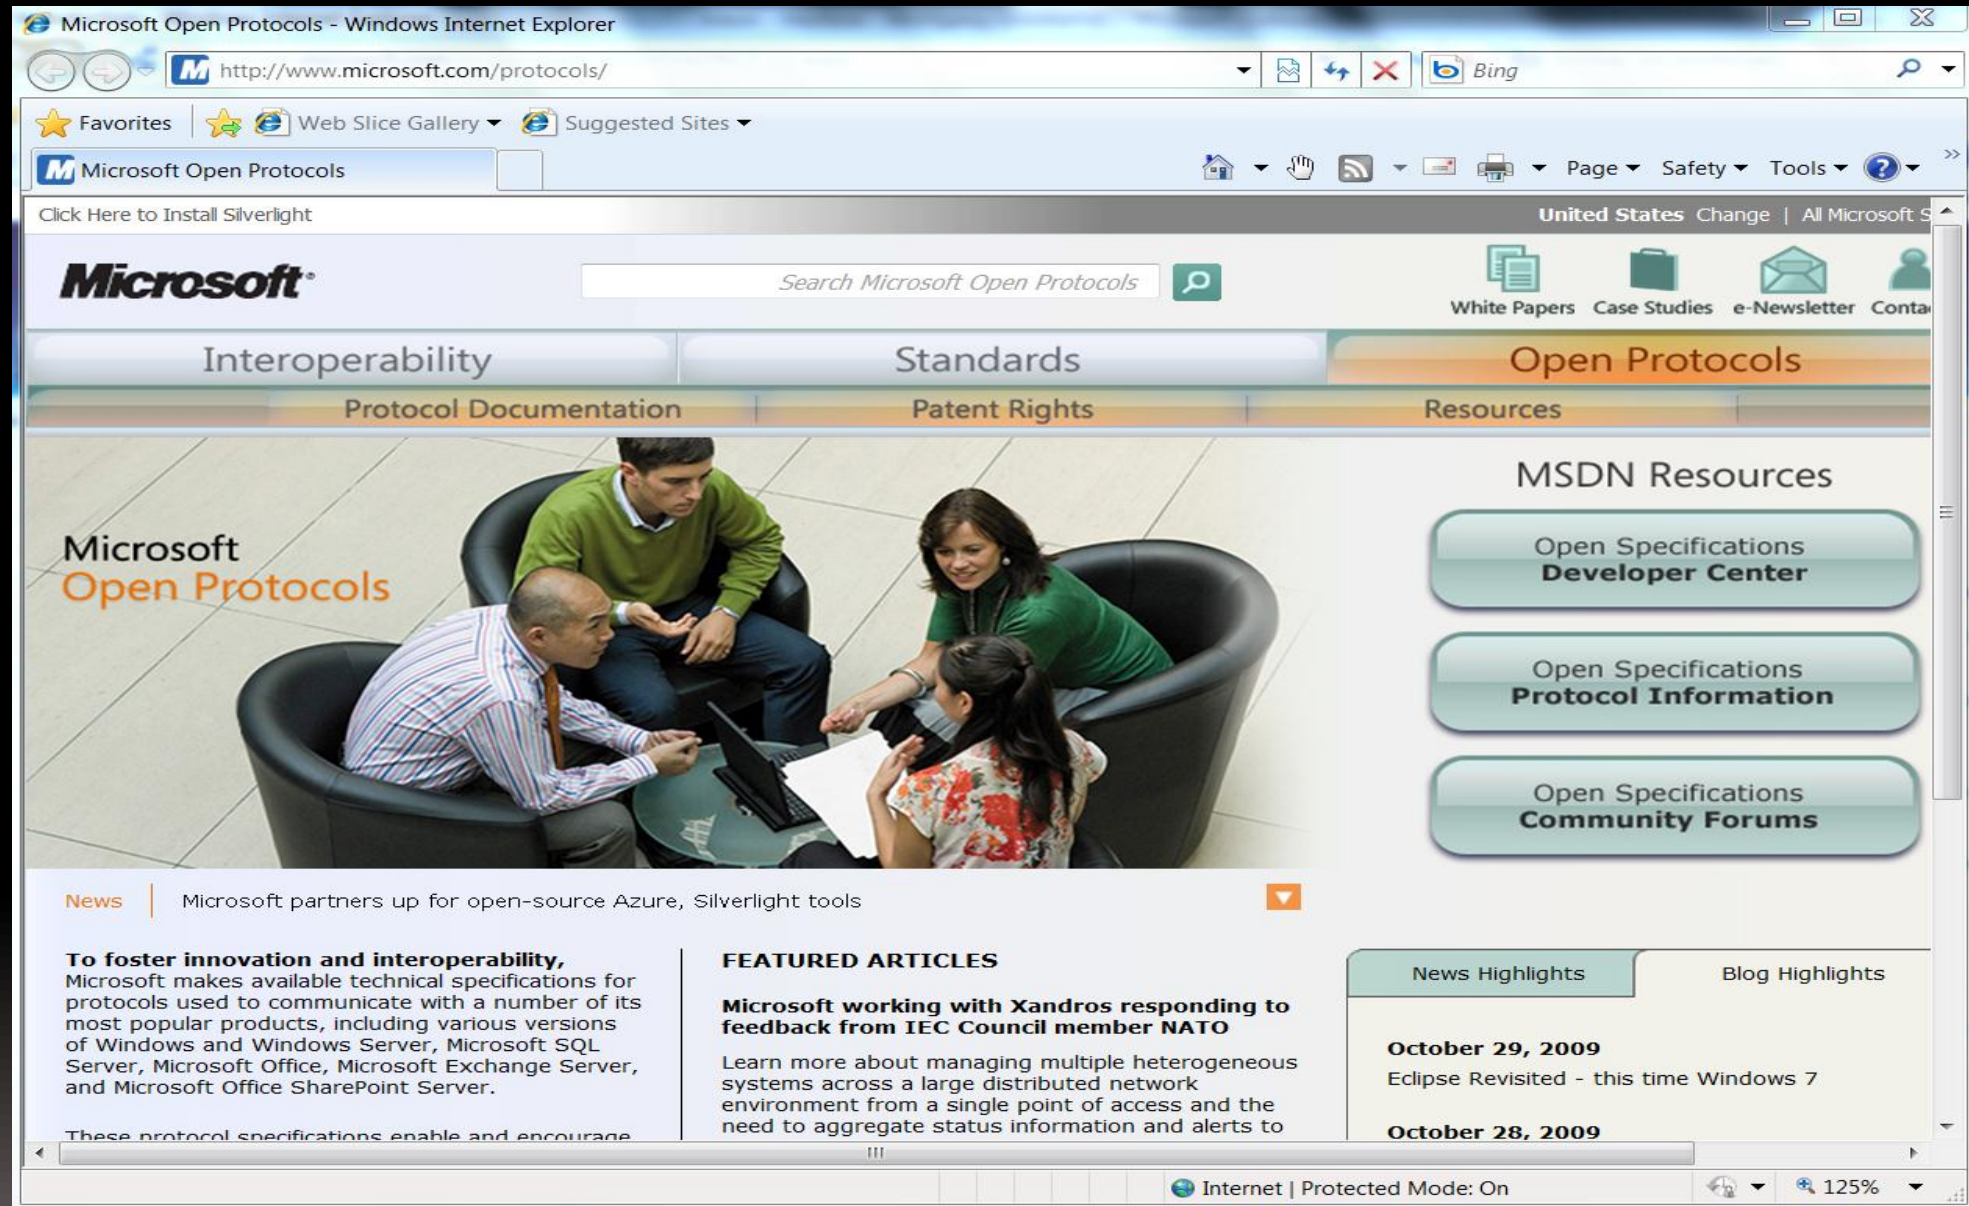 Microsoft Open Protocols - Windows Internet Explorer
http://www.microsoft.com/protocols/
Bing
Favorites
Web Slice Gallery
Suggested Sites
Microsoft Open Protocols
Page
Safety
Tools
Click Here to Install Silverlight
United States Change | All Microsoft S
Microsoft
Search Microsoft Open Protocols
White Papers
Case Studies
e-Newsletter
Conta
Interoperability
Standards
Open Protocols
Protocol Documentation
Patent Rights
Resources
Microsoft
Open Protocols
MSDN Resources
Open Specifications
Developer Center
Open Specifications
Protocol Information
Open Specifications
Community Forums
News
Microsoft partners up for open-source Azure, Silverlight tools
To foster innovation and interoperability,
Microsoft makes available technical specifications for
protocols used to communicate with a number of its
most popular products, including various versions
of Windows and Windows Server, Microsoft SQL
Server, Microsoft Office, Microsoft Exchange Server,
and Microsoft Office SharePoint Server.
These protocol specifications enable and encourage
FEATURED ARTICLES
Microsoft working with Xandros responding to
feedback from IEC Council member NATO
Learn more about managing multiple heterogeneous
systems across a large distributed network
environment from a single point of access and the
need to aggregate status information and alerts to
News Highlights
Blog Highlights
October 29, 2009
Eclipse Revisited - this time Windows 7
October 28, 2009
Internet | Protected Mode: On
125%